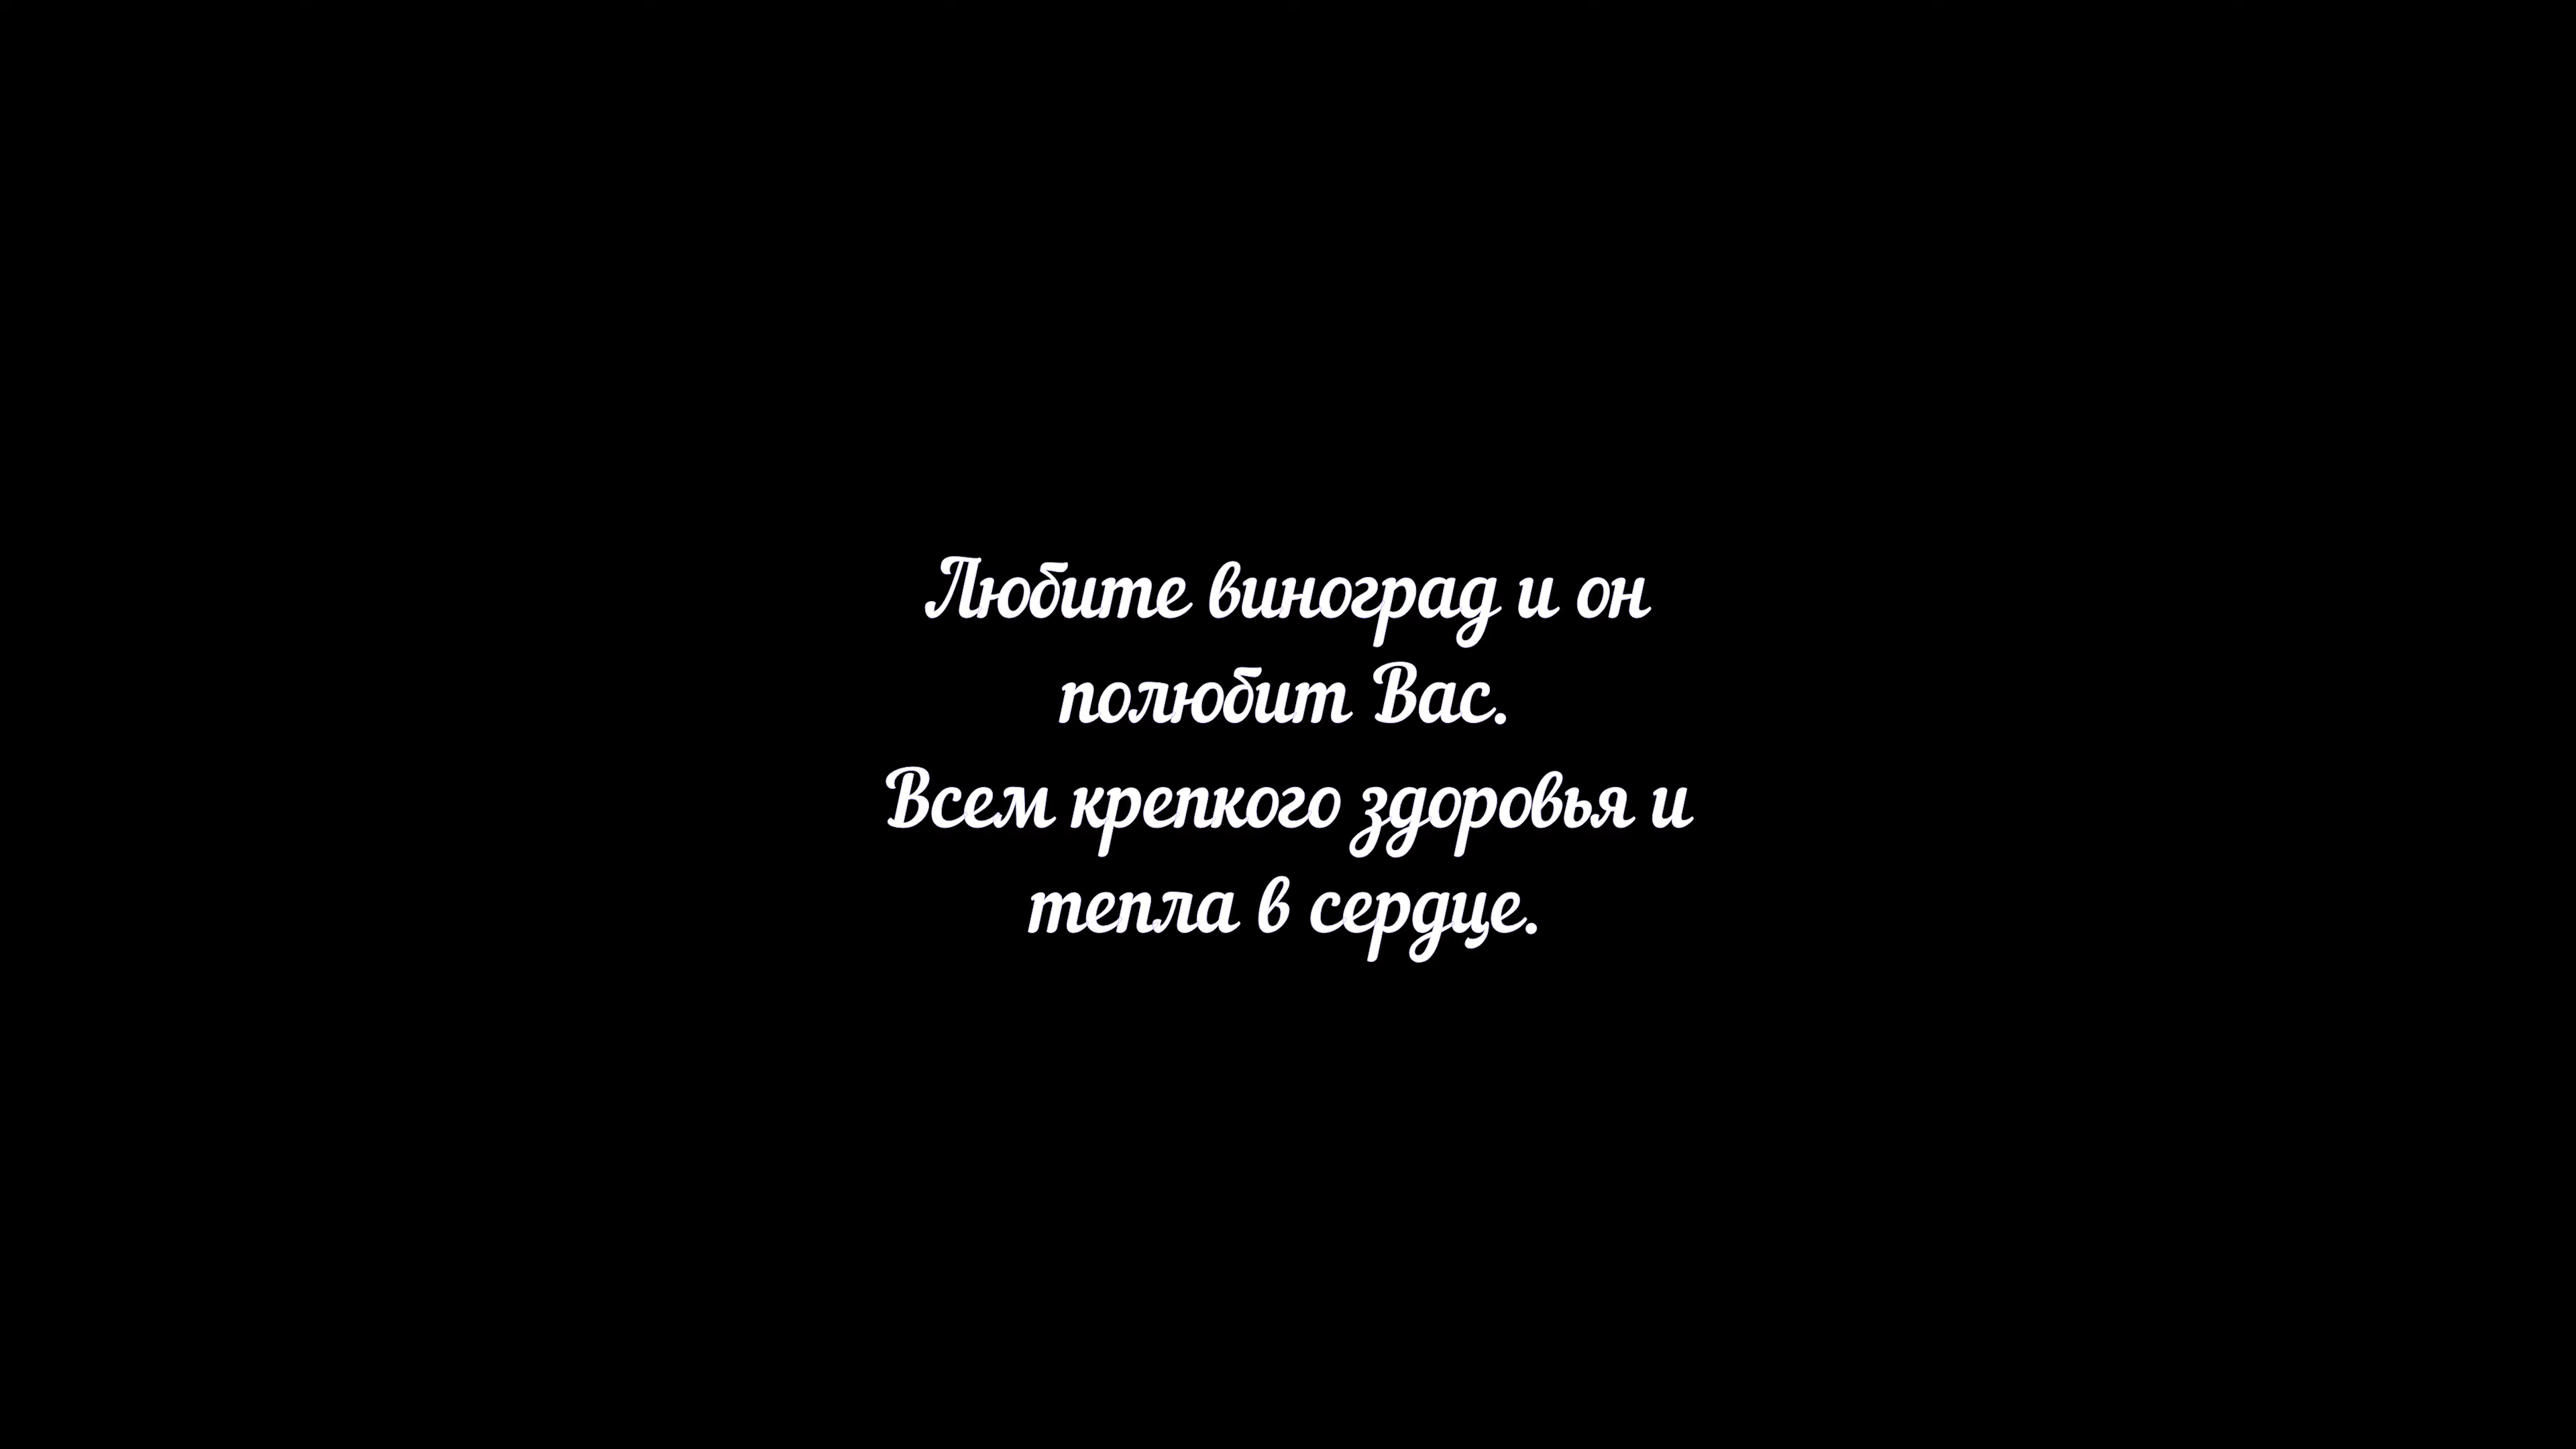 Любите виноград и он
полюбит Вас.
Всем крепкого здоровья и
тепла в сердце.